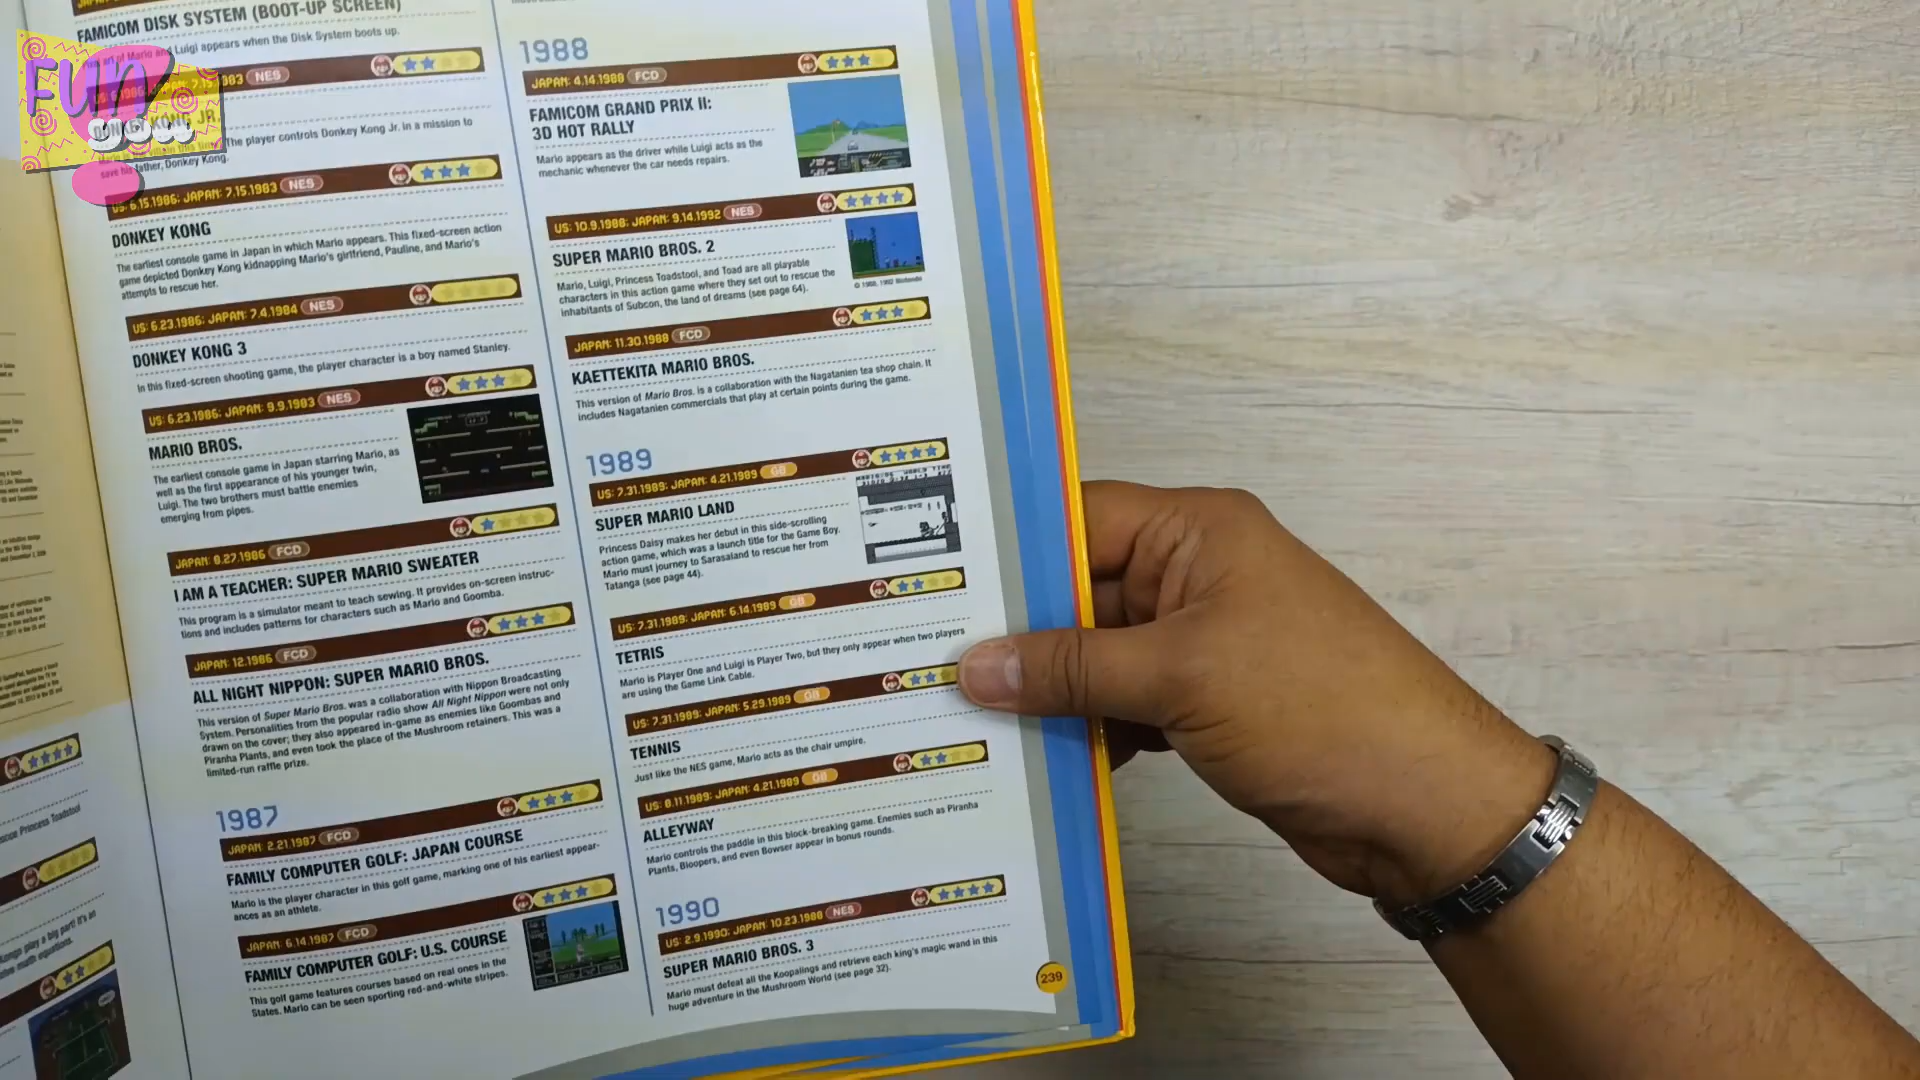 FAMICOM DISK SYSTEM (BOOT-UP SCREEN)
and Luigi appears when the Disk System boots up.
NES
DONKEY KONG JR.
The player controls Donkey Kong Jr. in a mission to
save his father, Donkey Kong.
US: 6.15.1986; JAPAN: 7.15.1983 NES
DONKEY KONG
The earliest console game in Japan in which Mario appears. This fixed-screen action
game depicted Donkey Kong kidnapping Mario's girlfriend, Pauline, and Mario's
attempts to rescue her.
US: 6.23.1986; JAPAN: 7.4.1984 NES
DONKEY KONG 3
In this fixed-screen shooting game, the player character is a boy named Stanley.
US: 6.23.1986; JAPAN: 9.9.1983 NES
MARIO BROS.
The earliest console game in Japan starring Mario, as
well as the first appearance of his younger twin,
Luigi. The two brothers must battle enemies
emerging from pipes.
JAPAN: 8.27.1986 FCD
I AM A TEACHER: SUPER MARIO SWEATER
This program is a simulator meant to teach sewing. It provides on-screen instruc-
tions and includes patterns for characters such as Mario and Goomba.
JAPAN: 12.1986 FCD
ALL NIGHT NIPPON: SUPER MARIO BROS.
This version of Super Mario Bros. was a collaboration with Nippon Broadcasting
System. Personalities from the popular radio show All Night Nippon were not only
drawn on the cover; they also appeared in-game as enemies like Goombas and
Piranha Plants, and even took the place of the Mushroom retainers. This was a
limited-run raffle prize.
1987
JAPAN: 2.21.1987 FCD
FAMILY COMPUTER GOLF: JAPAN COURSE
Mario is the player character in this golf game, marking one of his earliest appear-
ances as an athlete.
JAPAN: 6.14.1987 FCD
FAMILY COMPUTER GOLF: U.S. COURSE
This golf game features courses based on real ones in the
States. Mario can be seen sporting red-and-white stripes.
1988
JAPAN: 4.14.1988 FCD
FAMICOM GRAND PRIX II:
3D HOT RALLY
Mario appears as the driver while Luigi acts as the
mechanic whenever the car needs repairs.
US: 10.9.1988; JAPAN: 9.14.1992 NES
SUPER MARIO BROS. 2
Mario, Luigi, Princess Toadstool, and Toad are all playable
characters in this action game where they set out to rescue the
inhabitants of Subcon, the land of dreams (see page 64).
© 1988, 1992 Nintendo
JAPAN: 11.30.1988 FCD
KAETTEKITA MARIO BROS.
This version of Mario Bros. is a collaboration with the Nagatanien tea shop chain. It
includes Nagatanien commercials that play at certain points during the game.
1989
US: 7.31.1989; JAPAN: 4.21.1989 GB
SUPER MARIO LAND
Princess Daisy makes her debut in this side-scrolling
action game, which was a launch title for the Game Boy.
Mario must journey to Sarasaland to rescue her from
Tatanga (see page 44).
US: 7.31.1989; JAPAN: 6.14.1989 GB
TETRIS
Mario is Player One and Luigi is Player Two, but they only appear when two players
are using the Game Link Cable.
US: 7.31.1989; JAPAN: 5.29.1989 GB
TENNIS
Just like the NES game, Mario acts as the chair umpire.
US: 8.11.1989; JAPAN: 4.21.1989 GB
ALLEYWAY
Mario controls the paddle in this block-breaking game. Enemies such as Piranha
Plants, Bloopers, and even Bowser appear in bonus rounds.
1990
US: 2.9.1990; JAPAN: 10.23.1988 NES
SUPER MARIO BROS. 3
Mario must defeat all the Koopalings and retrieve each king's magic wand in this
huge adventure in the Mushroom World (see page 32).
239
FUN